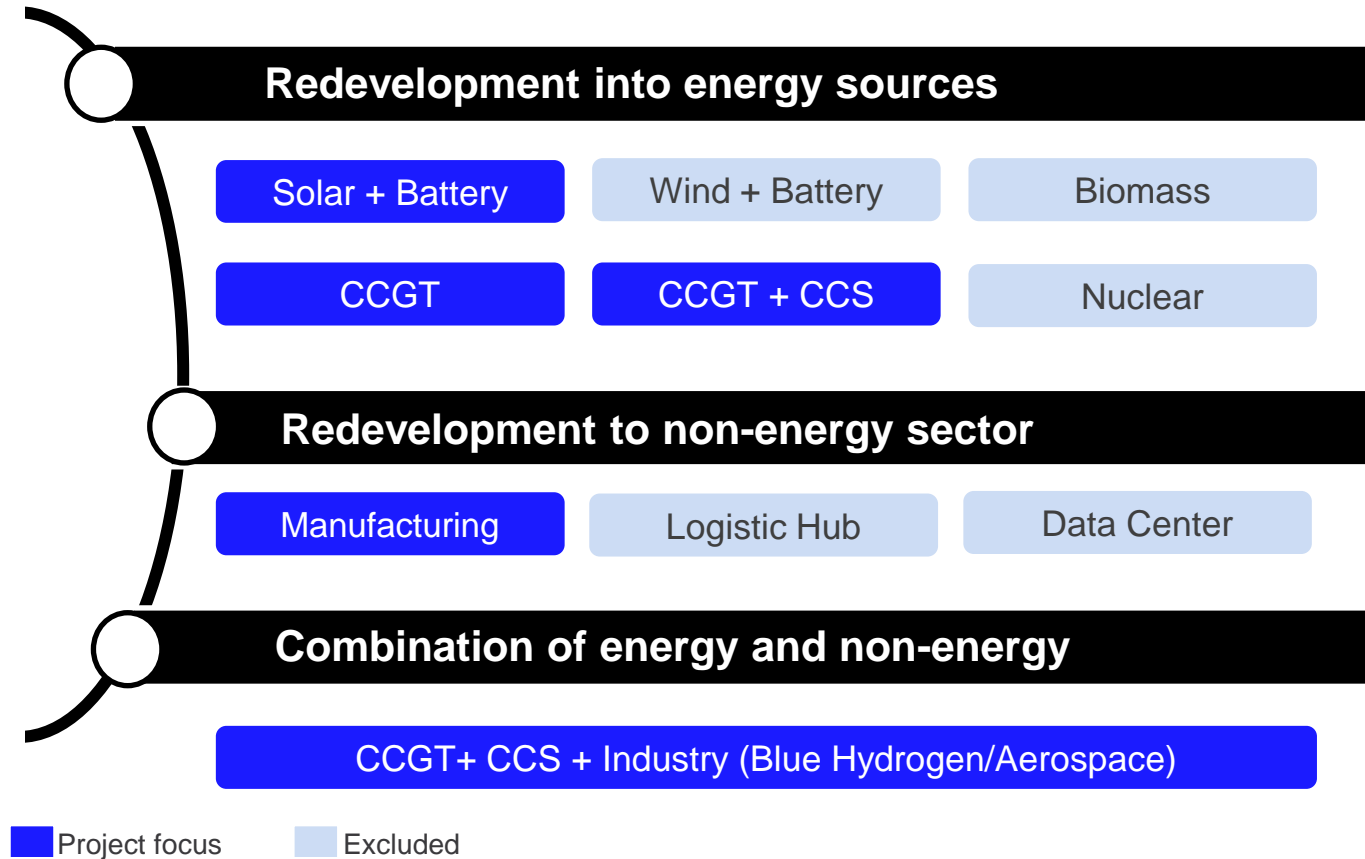 Redevelopment into energy sources
Solar + Battery
Wind + Battery
Biomass
CCGT
CCGT + CCS
Nuclear
Redevelopment to non-energy sector
Manufacturing
Logistic Hub
Data Center
Combination of energy and non-energy
CCGT+ CCS + Industry (Blue Hydrogen/Aerospace)
Project focus
Excluded